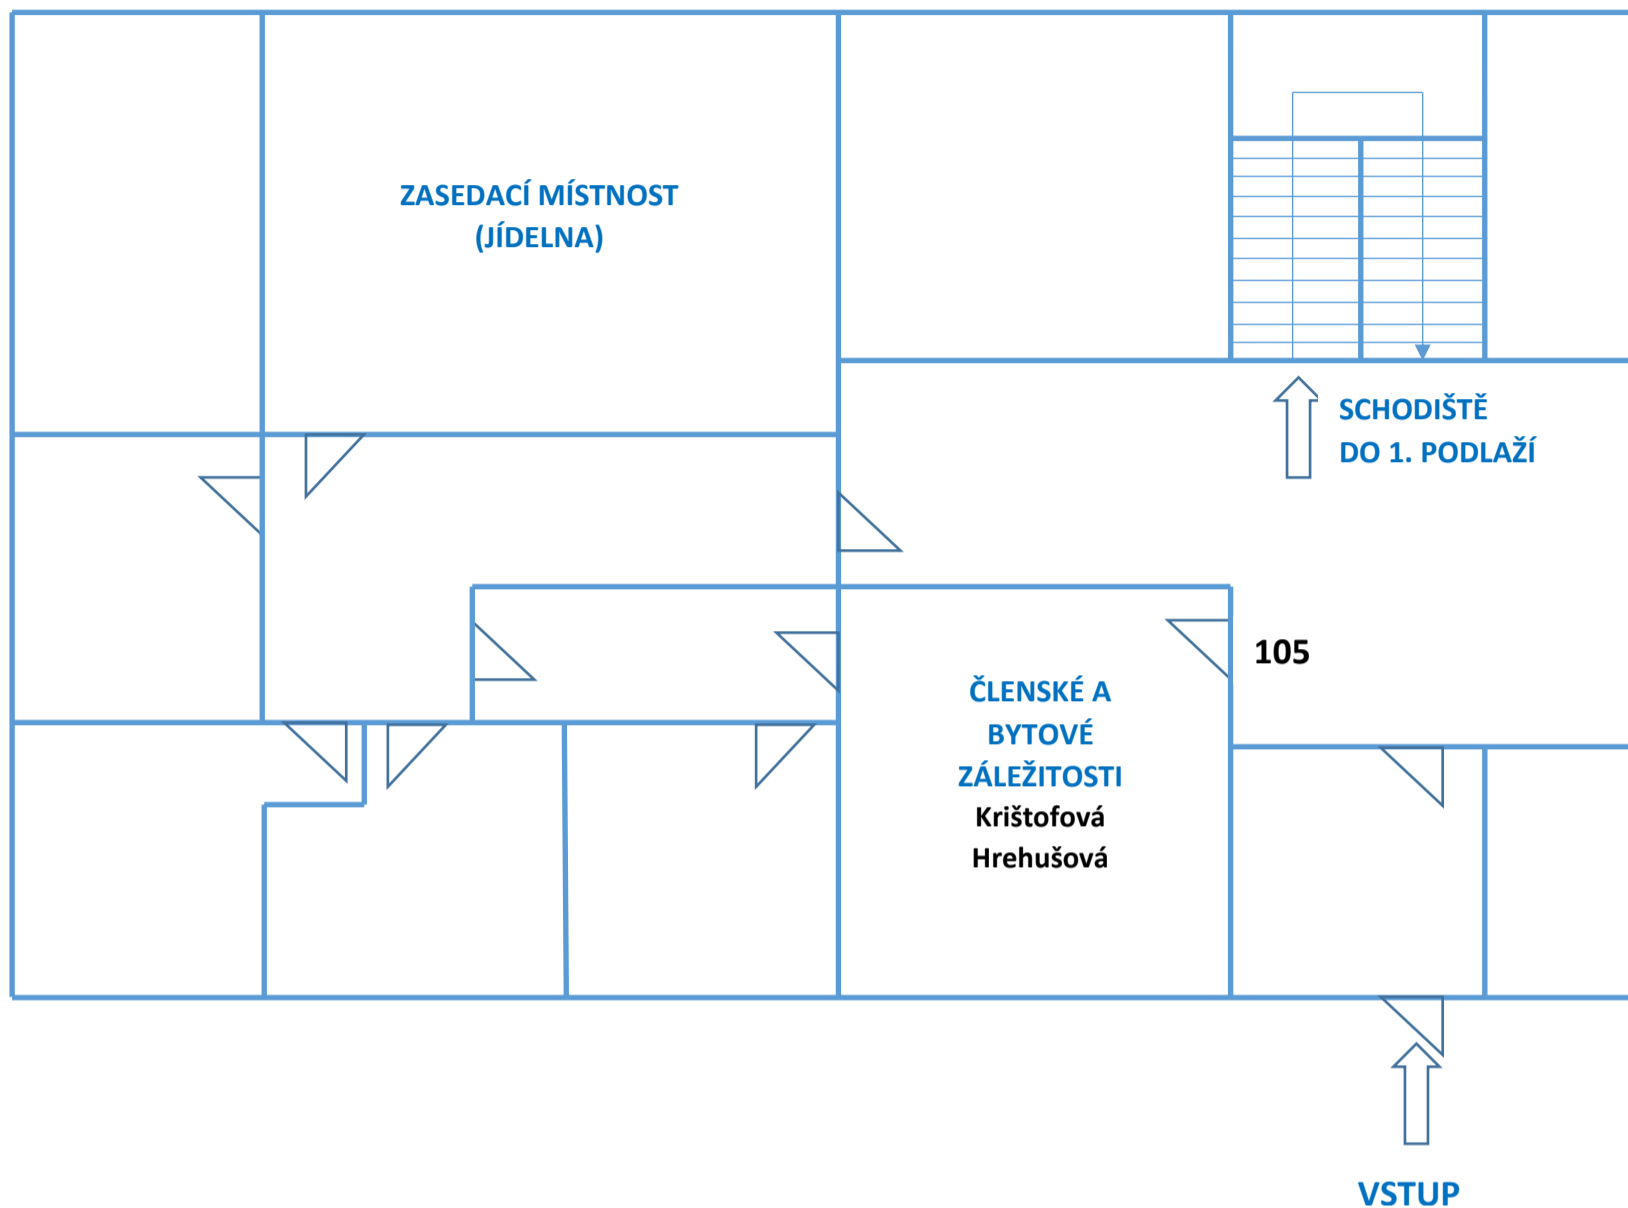 ZASEDACÍ MÍSTNOST
(JÍDELNA)
SCHODIŠTĚ
DO 1. PODLAŽÍ
105
ČLENSKÉ A
BYTOVÉ
ZÁLEŽITOSTI
Krištofová
Hrehušová
VSTUP